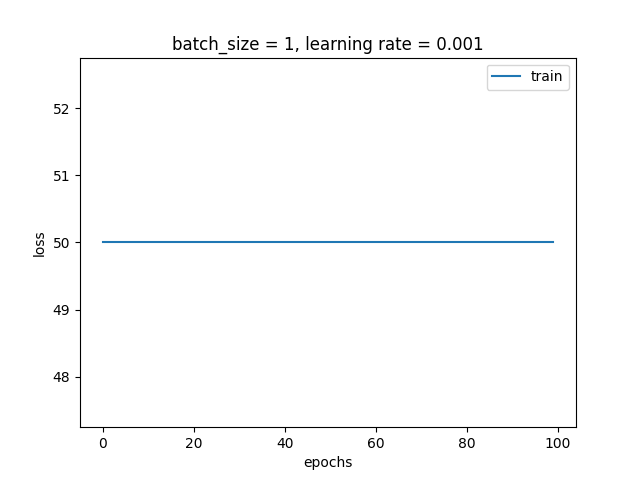 batch_size = 1, learning rate = 0.001
train
52
51
50
49
48
loss
0 20 40 60 80 100
epochs